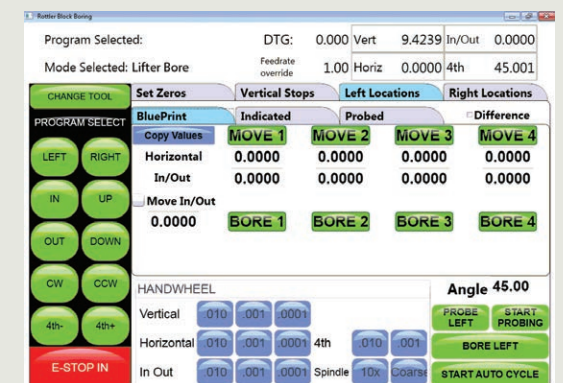 Rottler Block Boring
Program Selected: DTG: 0.000 Vert 9.4239 In/Out 0.0000
Mode Selected: Lifter Bore Feedrate override 1.00 Horiz 0.0000 4th 45.001
CHANGE TOOL
PROGRAM SELECT
LEFT RIGHT
IN UP
OUT DOWN
CW CCW
4th- 4th+
E-STOP IN
Set Zeros Vertical Stops Left Locations Right Locations
BluePrint Indicated Probed Difference
Copy Values MOVE 1 MOVE 2 MOVE 3 MOVE 4
Horizontal 0.0000 0.0000 0.0000 0.0000
In/Out 0.0000 0.0000 0.0000 0.0000
Move In/Out
0.0000 BORE 1 BORE 2 BORE 3 BORE 4
HANDWHEEL
Vertical .010 .001 .0001
Horizontal .010 .001 .0001 4th .010 .001
In Out .010 .001 .0001 Spindle 10x Coarse
Angle 45.00
PROBE LEFT START PROBING
BORE LEFT
START AUTO CYCLE